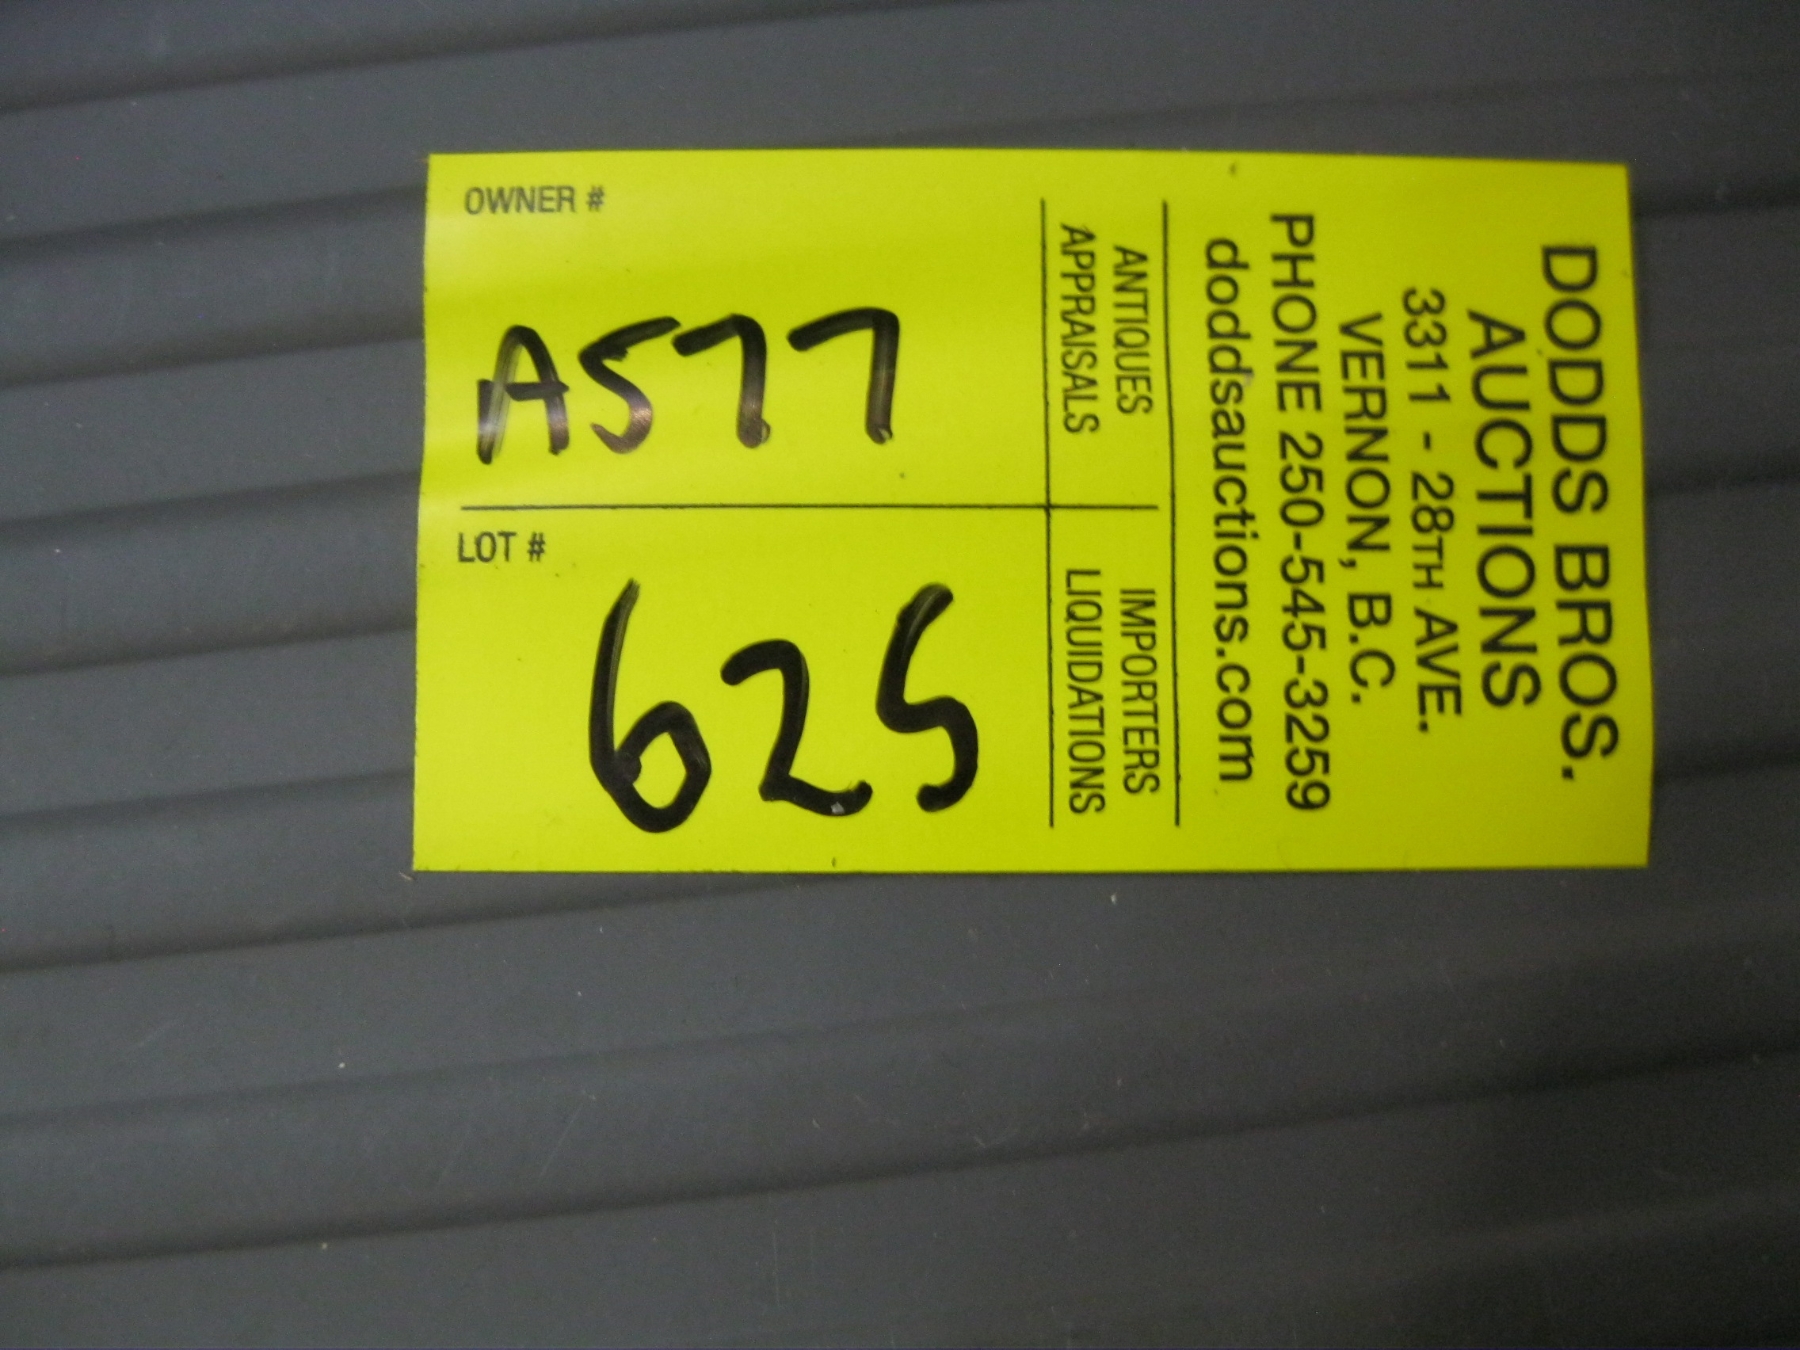 DODDS BROS.
AUCTIONS
3311 - 28TH AVE.
VERNON, B.C.
PHONE 250-545-3259
doddsauctions.com
ANTIQUES
APPRAISALS
IMPORTERS
LIQUIDATIONS
OWNER #
A577
LOT #
625